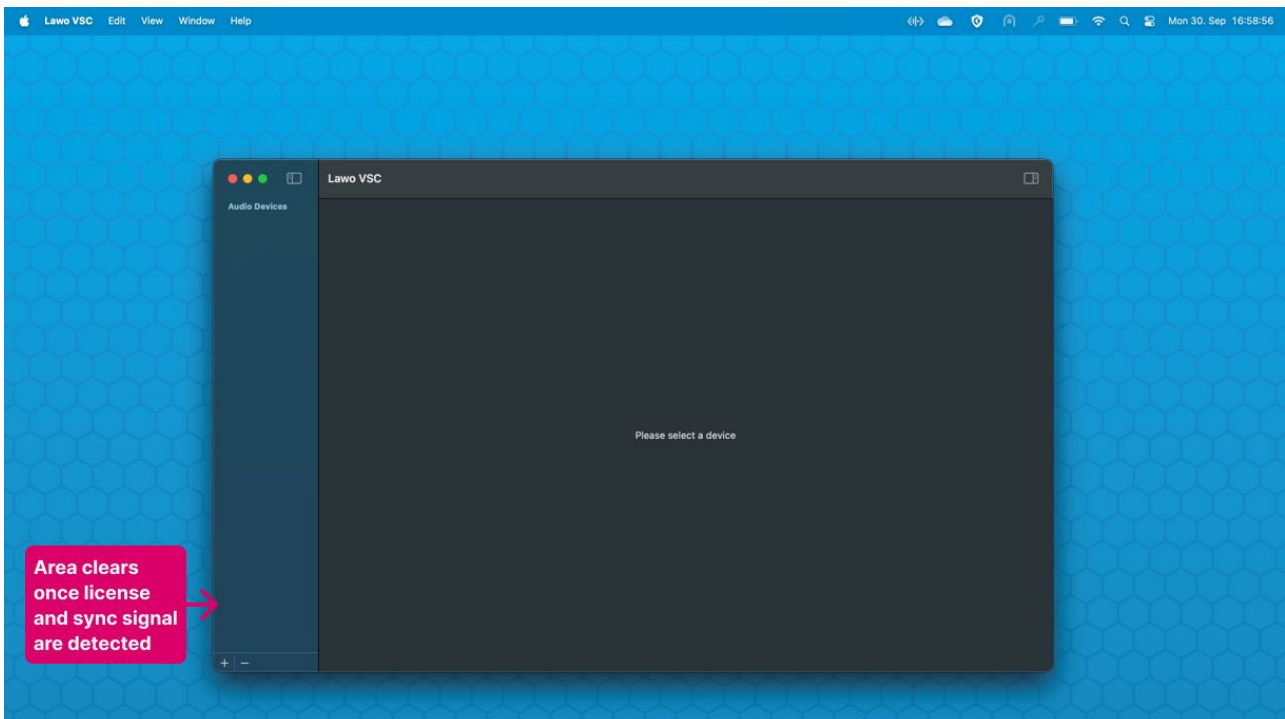 Lawo VSC Edit View Window Help Mon 30. Sep 16:58:56
Lawo VSC
Audio Devices
Please select a device
Area clears
once license
and sync signal
are detected
+ −